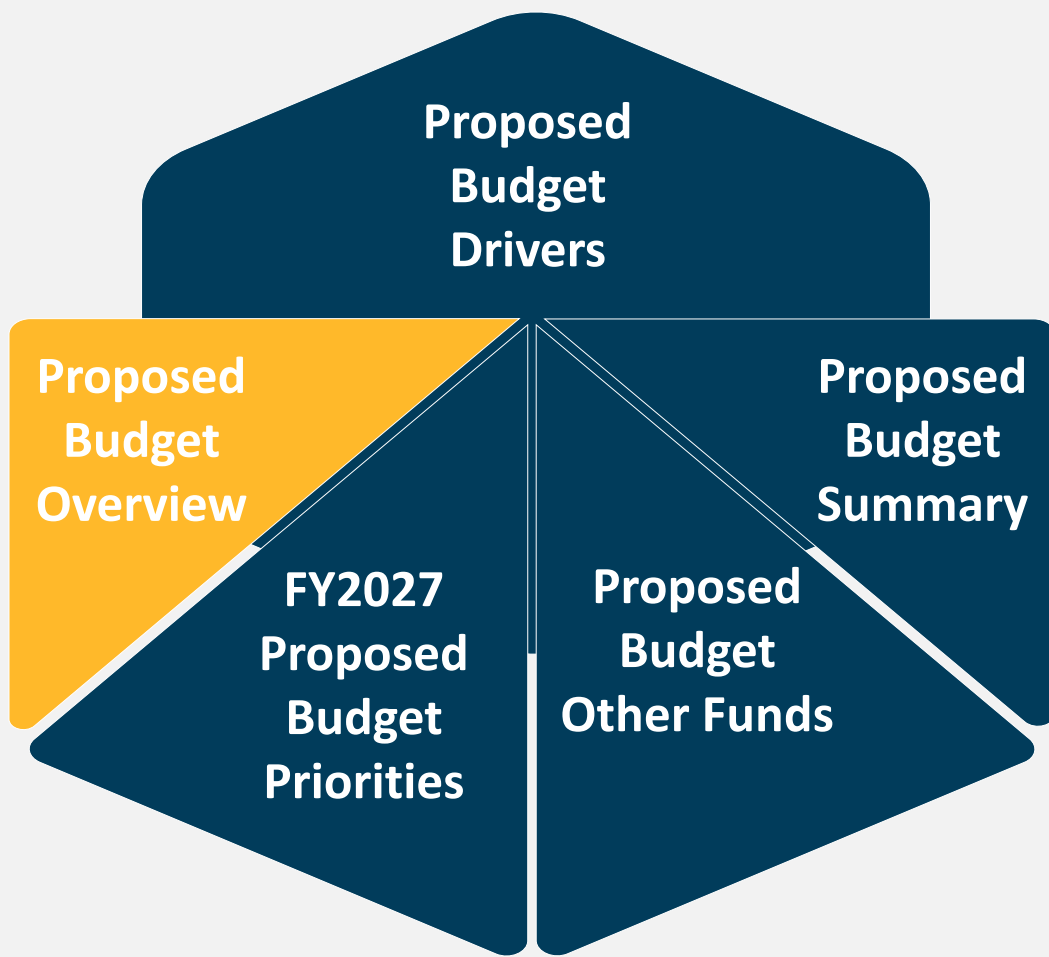 Proposed
Budget
Drivers
Proposed
Budget
Overview
FY2027
Proposed
Budget
Priorities
Proposed
Budget
Other Funds
Proposed
Budget
Summary